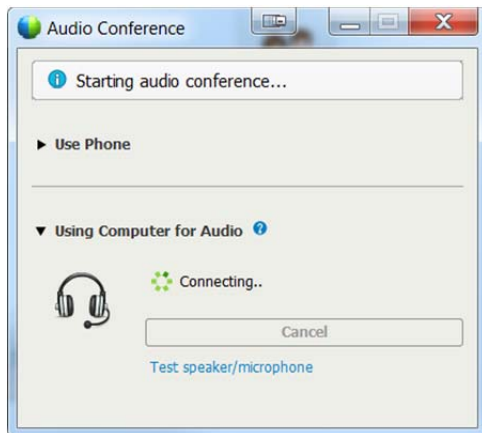 Audio Conference
Starting audio conference...
Use Phone
Using Computer for Audio
Connecting..
Cancel
Test speaker/microphone